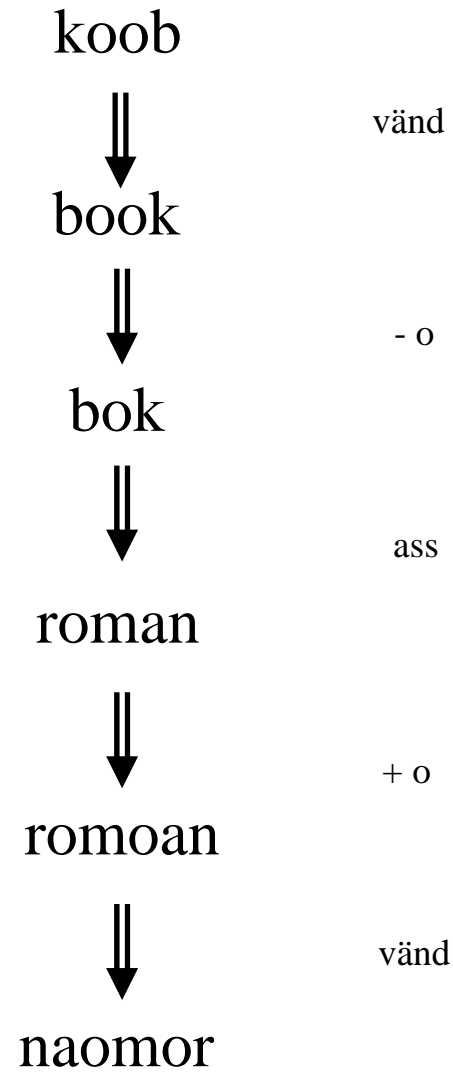 koob
vänd
book
- o
bok
ass
roman
+ o
romoan
vänd
naomor